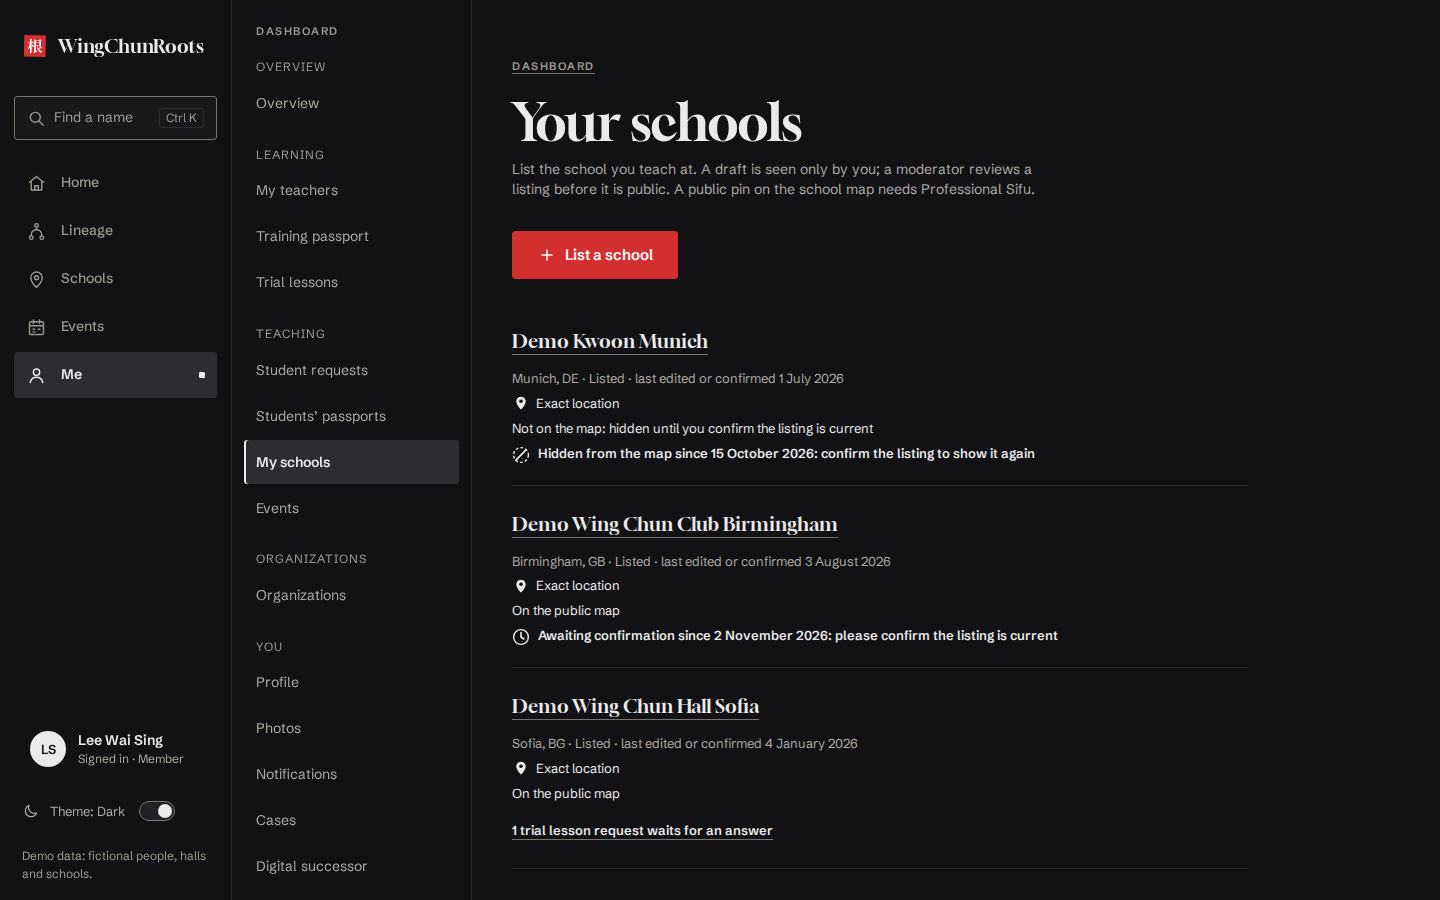 根 WingChunRoots
Find a name Ctrl K
Home
Lineage
Schools
Events
Me
LS Lee Wai Sing
Signed in · Member
Theme: Dark
Demo data: fictional people, halls
and schools.
DASHBOARD
OVERVIEW
Overview
LEARNING
My teachers
Training passport
Trial lessons
TEACHING
Student requests
Students’ passports
My schools
Events
ORGANIZATIONS
Organizations
YOU
Profile
Photos
Notifications
Cases
Digital successor
DASHBOARD
Your schools
List the school you teach at. A draft is seen only by you; a moderator reviews a
listing before it is public. A public pin on the school map needs Professional Sifu.
+ List a school
Demo Kwoon Munich
Munich, DE · Listed · last edited or confirmed 1 July 2026
Exact location
Not on the map: hidden until you confirm the listing is current
Hidden from the map since 15 October 2026: confirm the listing to show it again
Demo Wing Chun Club Birmingham
Birmingham, GB · Listed · last edited or confirmed 3 August 2026
Exact location
On the public map
Awaiting confirmation since 2 November 2026: please confirm the listing is current
Demo Wing Chun Hall Sofia
Sofia, BG · Listed · last edited or confirmed 4 January 2026
Exact location
On the public map
1 trial lesson request waits for an answer